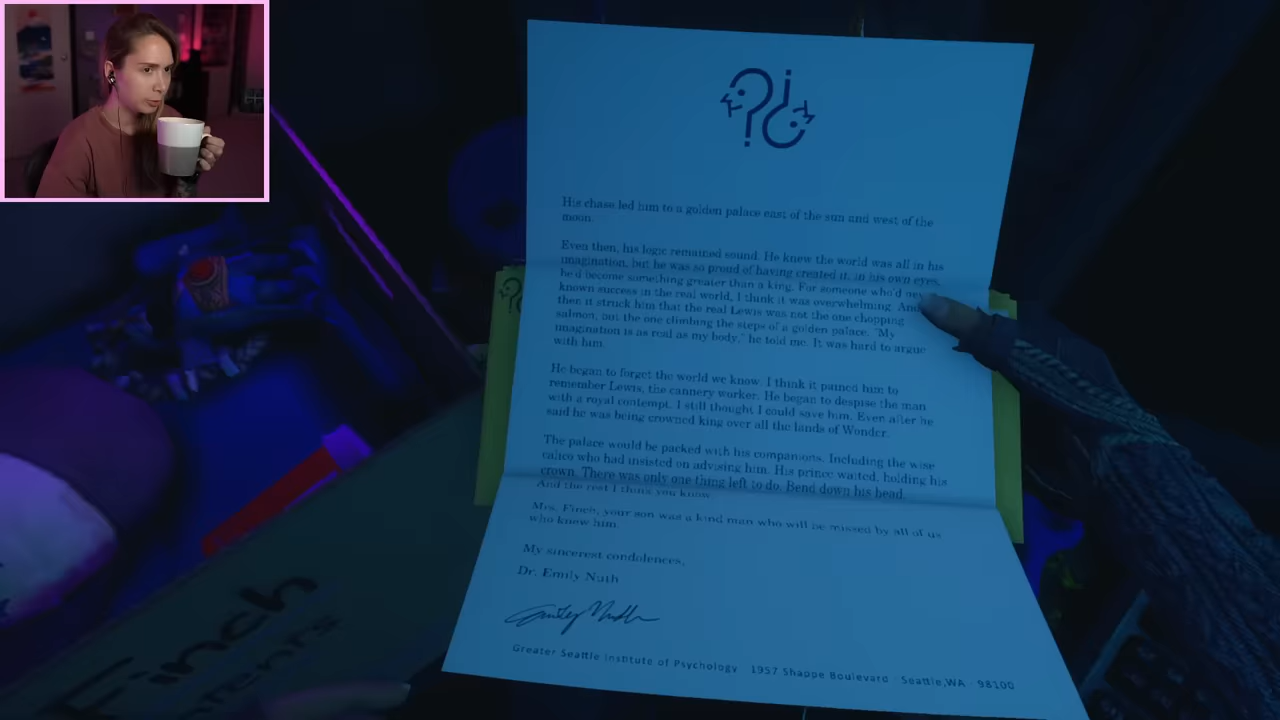 His chase led him to a golden palace east of the sun and west of the
moon.
Even then, his logic remained sound. He knew the world was all in his
imagination, but he was so proud of having created it, in his own eyes,
he'd become something greater than a king. For someone who'd
known success in the real world, I think it was overwhelming. And
then it struck him that the real Lewis was not the one chopping
salmon, but the one climbing the steps of a golden palace. "My
imagination is as real as my body," he told me. It was hard to argue
with him.
He began to forget the world we know. I think it pained him to
remember Lewis, the cannery worker. He began to despise the man
with a royal contempt. I still thought I could save him. Even after he
said he was being crowned king over all the lands of Wonder.
The palace would be packed with his companions. Including the wise
calico who had insisted on advising him. His prince waited, holding his
crown. There was only one thing left to do. Bend down his head.
And the rest I think you know.
Mrs. Finch, your son was a kind man who will be missed by all of us
who knew him.
My sincerest condolences,
Dr. Emily Nuth
Emily Nuth
Greater Seattle Institute of Psychology · 1957 Shappe Boulevard · Seattle, WA · 98100
Finch